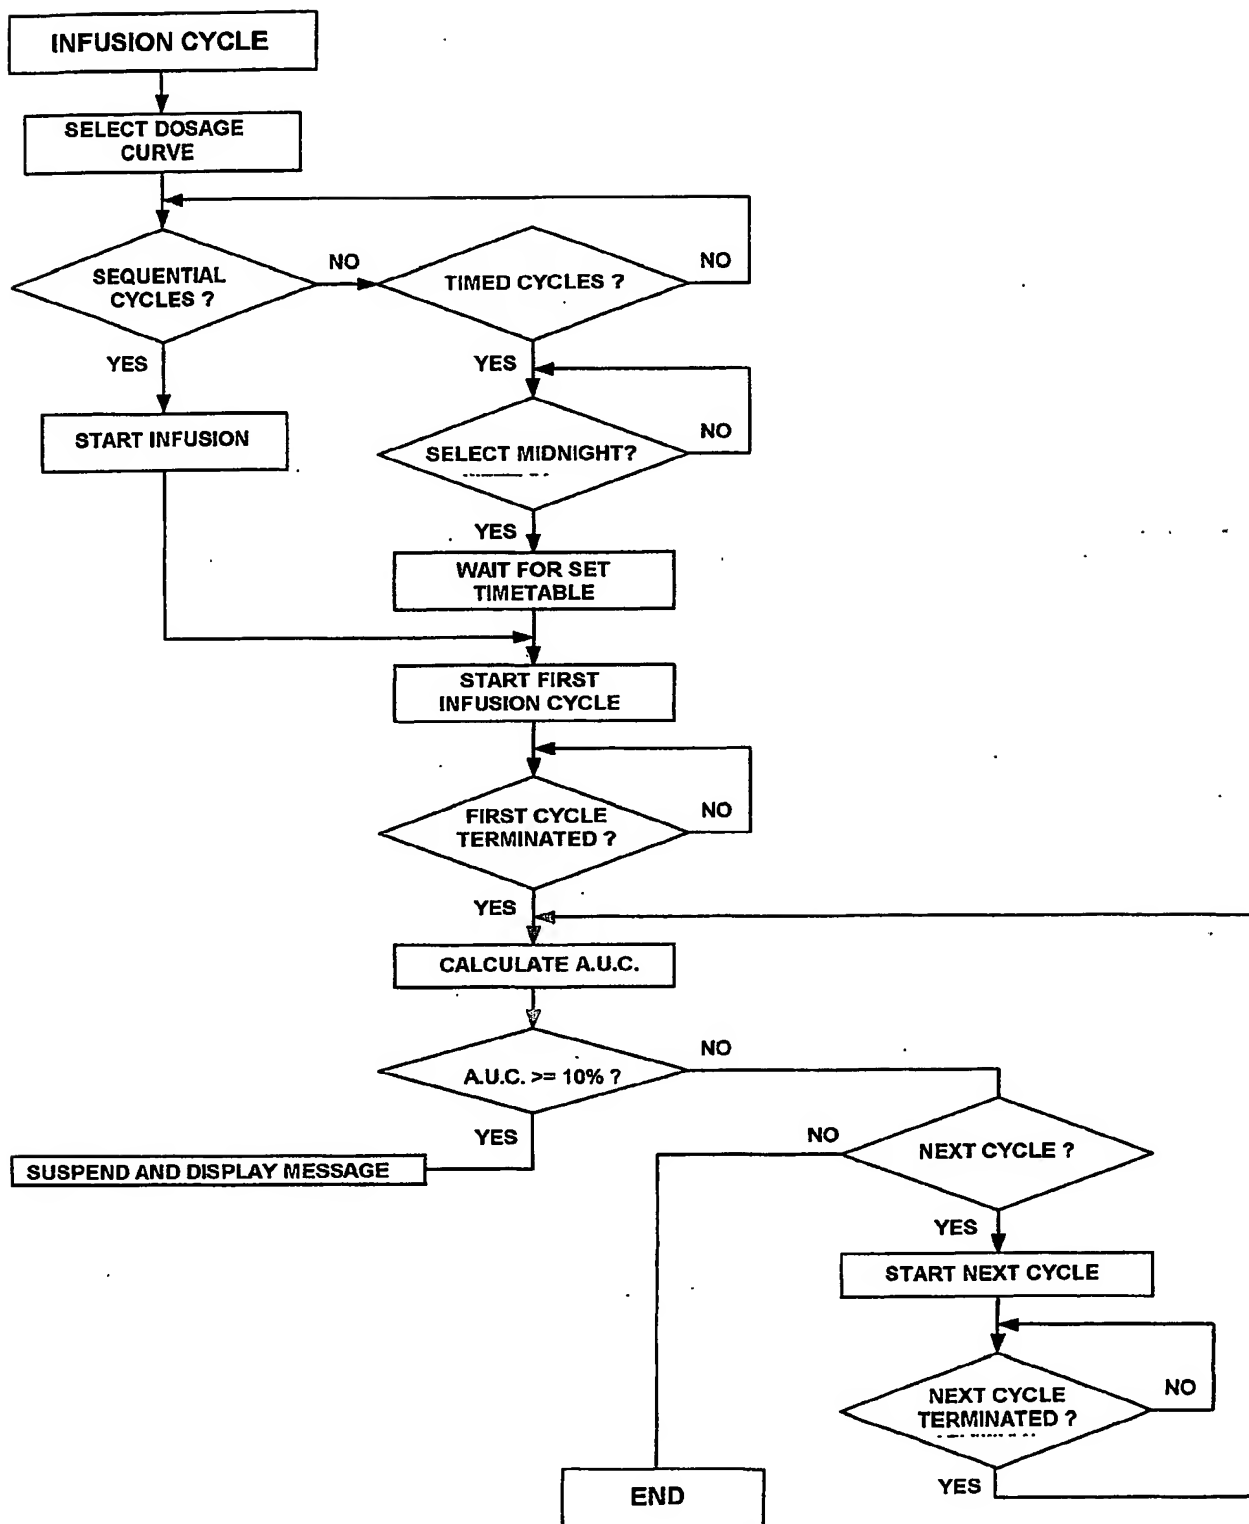 INFUSION CYCLE
SELECT DOSAGE
CURVE
SEQUENTIAL
CYCLES ?
NO
TIMED CYCLES ?
NO
YES
YES
START INFUSION
SELECT MIDNIGHT?
NO
YES
WAIT FOR SET
TIMETABLE
START FIRST
INFUSION CYCLE
FIRST CYCLE
TERMINATED ?
NO
YES
CALCULATE A.U.C.
A.U.C. >= 10% ?
NO
YES
SUSPEND AND DISPLAY MESSAGE
NO
NEXT CYCLE ?
YES
START NEXT CYCLE
NEXT CYCLE
TERMINATED ?
NO
YES
END